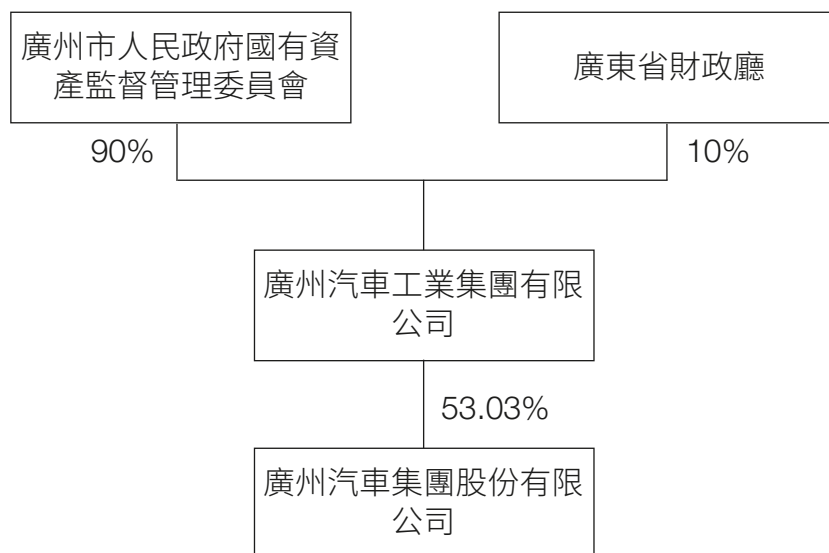 廣州市人民政府國有資
產監督管理委員會
廣東省財政廳
90%
10%
廣州汽車工業集團有限
公司
53.03%
廣州汽車集團股份有限
公司